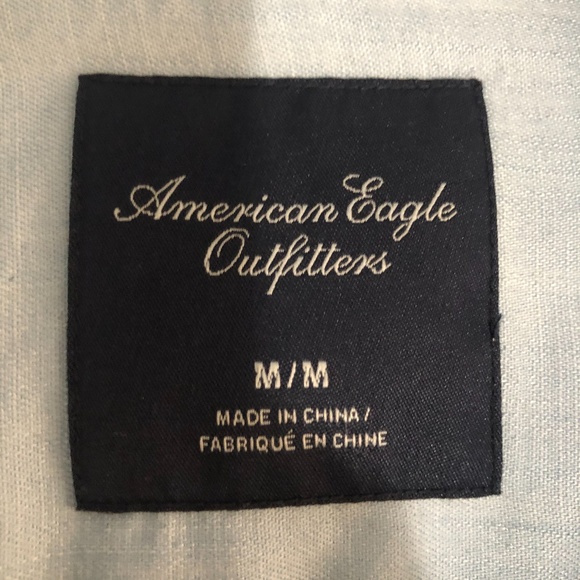 American Eagle
Outfitters
M/M
MADE IN CHINA/
FABRIQUÉ EN CHINE